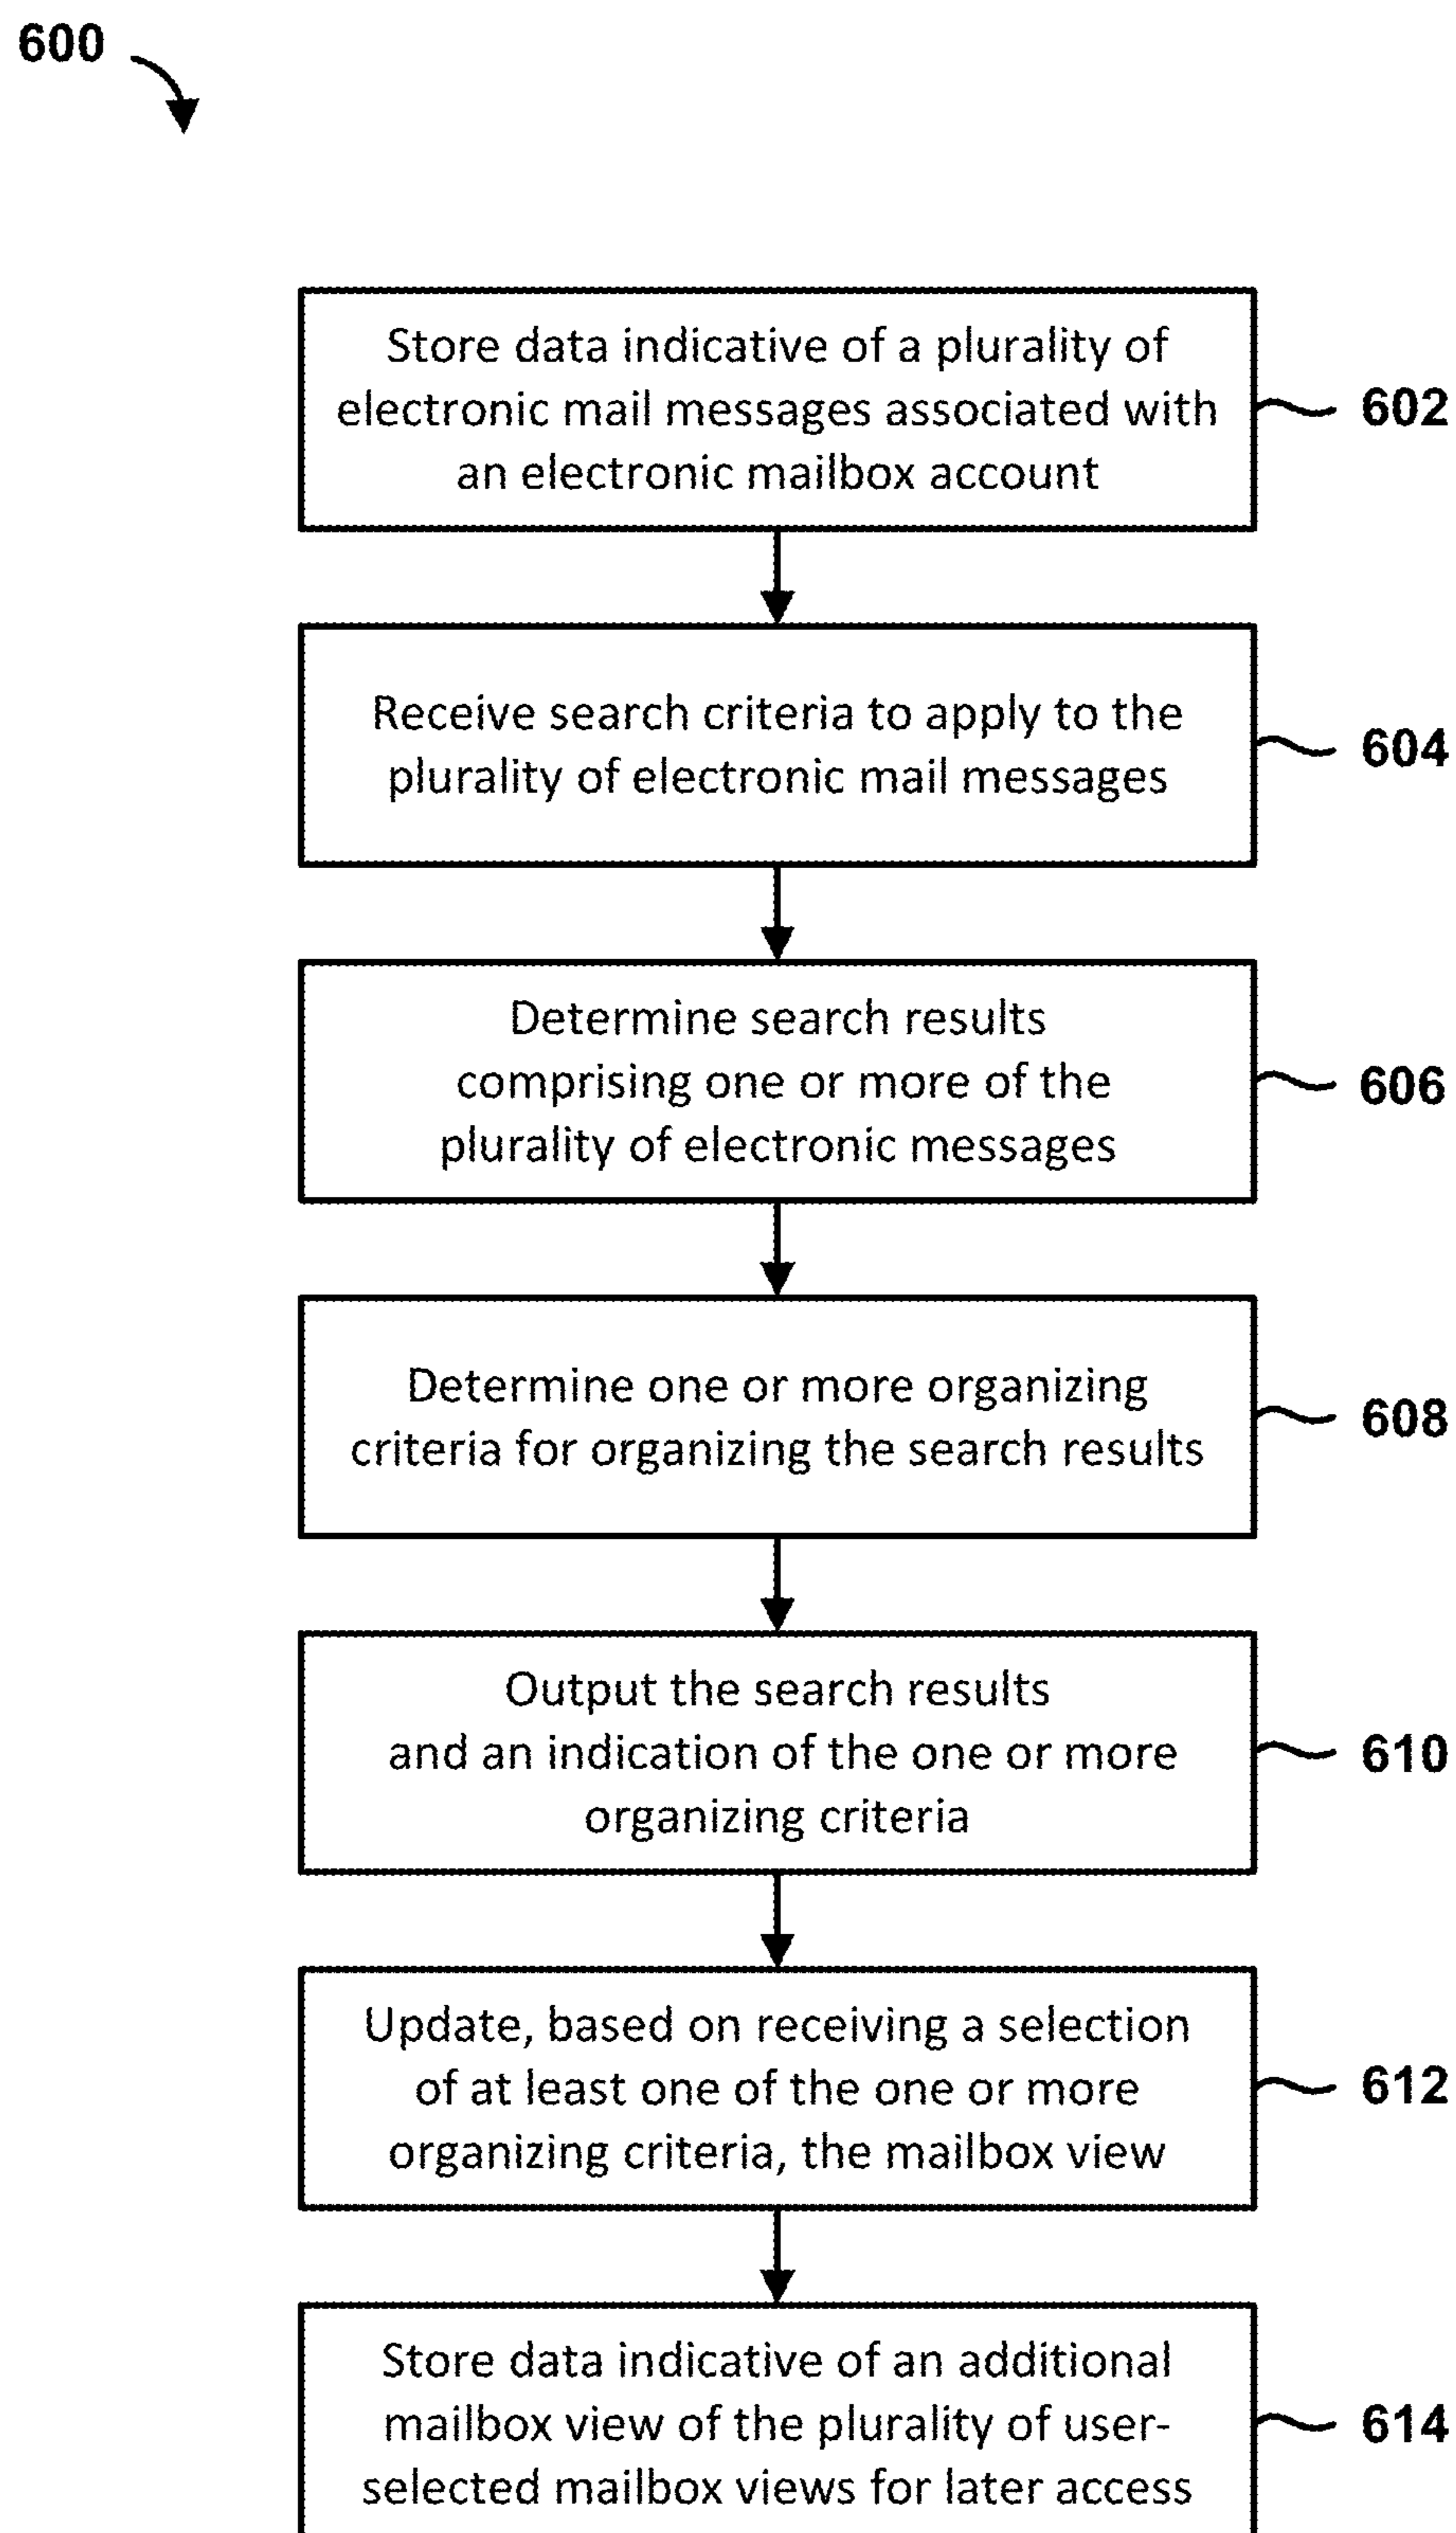 600
Store data indicative of a plurality of
electronic mail messages associated with
an electronic mailbox account
602
Receive search criteria to apply to the
plurality of electronic mail messages
604
Determine search results
comprising one or more of the
plurality of electronic messages
606
Determine one or more organizing
criteria for organizing the search results
608
Output the search results
and an indication of the one or more
organizing criteria
610
Update, based on receiving a selection
of at least one of the one or more
organizing criteria, the mailbox view
612
Store data indicative of an additional
mailbox view of the plurality of user-
selected mailbox views for later access
614